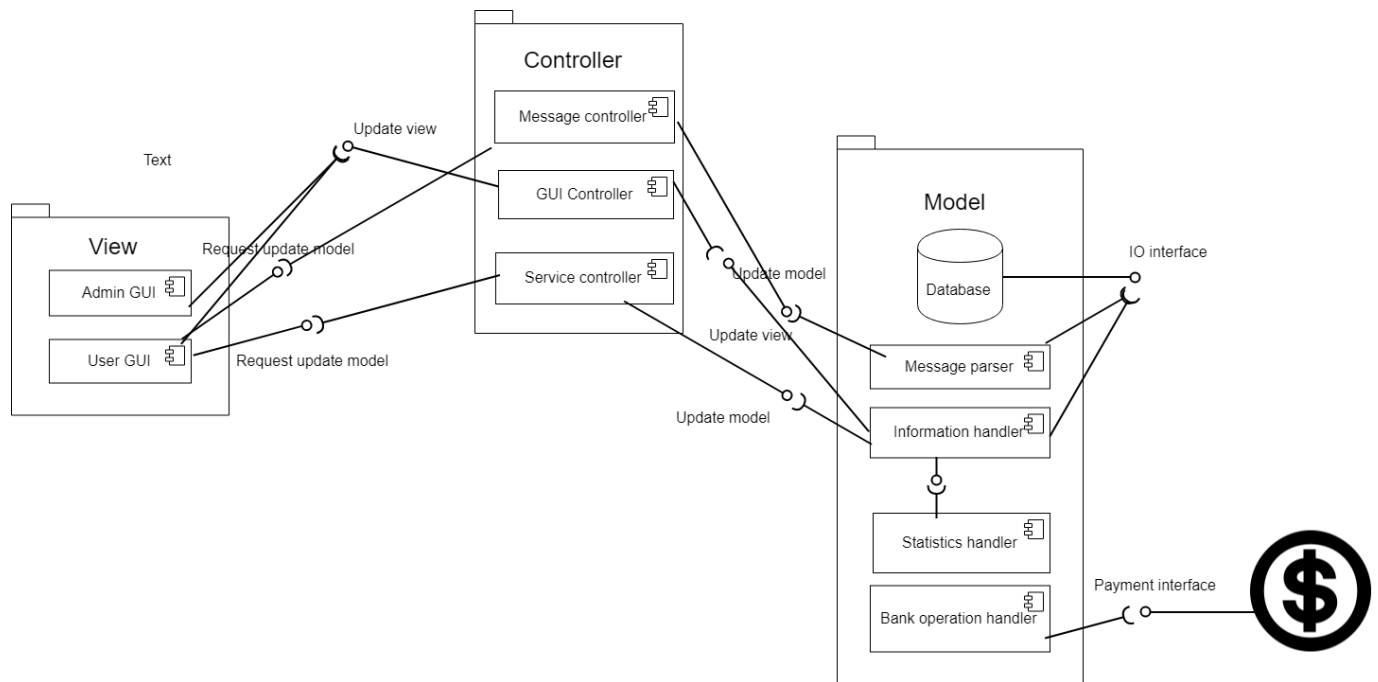 Controller
Message controller
Update view
Text
GUI Controller
Model
View
Request update model
IO interface
Update model
Service controller
Database
Admin GUI
Update view
User GUI
Request update model
Message parser
Update model
Information handler
Statistics handler
Payment interface
Bank operation handler
$